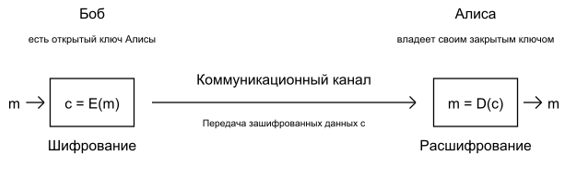 Боб
Алиса
есть открытый ключ Алисы
владеет своим закрытым ключом
Коммуникационный канал
m
c = E(m)
m = D(c)
m
Передача зашифрованных данных c
Шифрование
Расшифрование